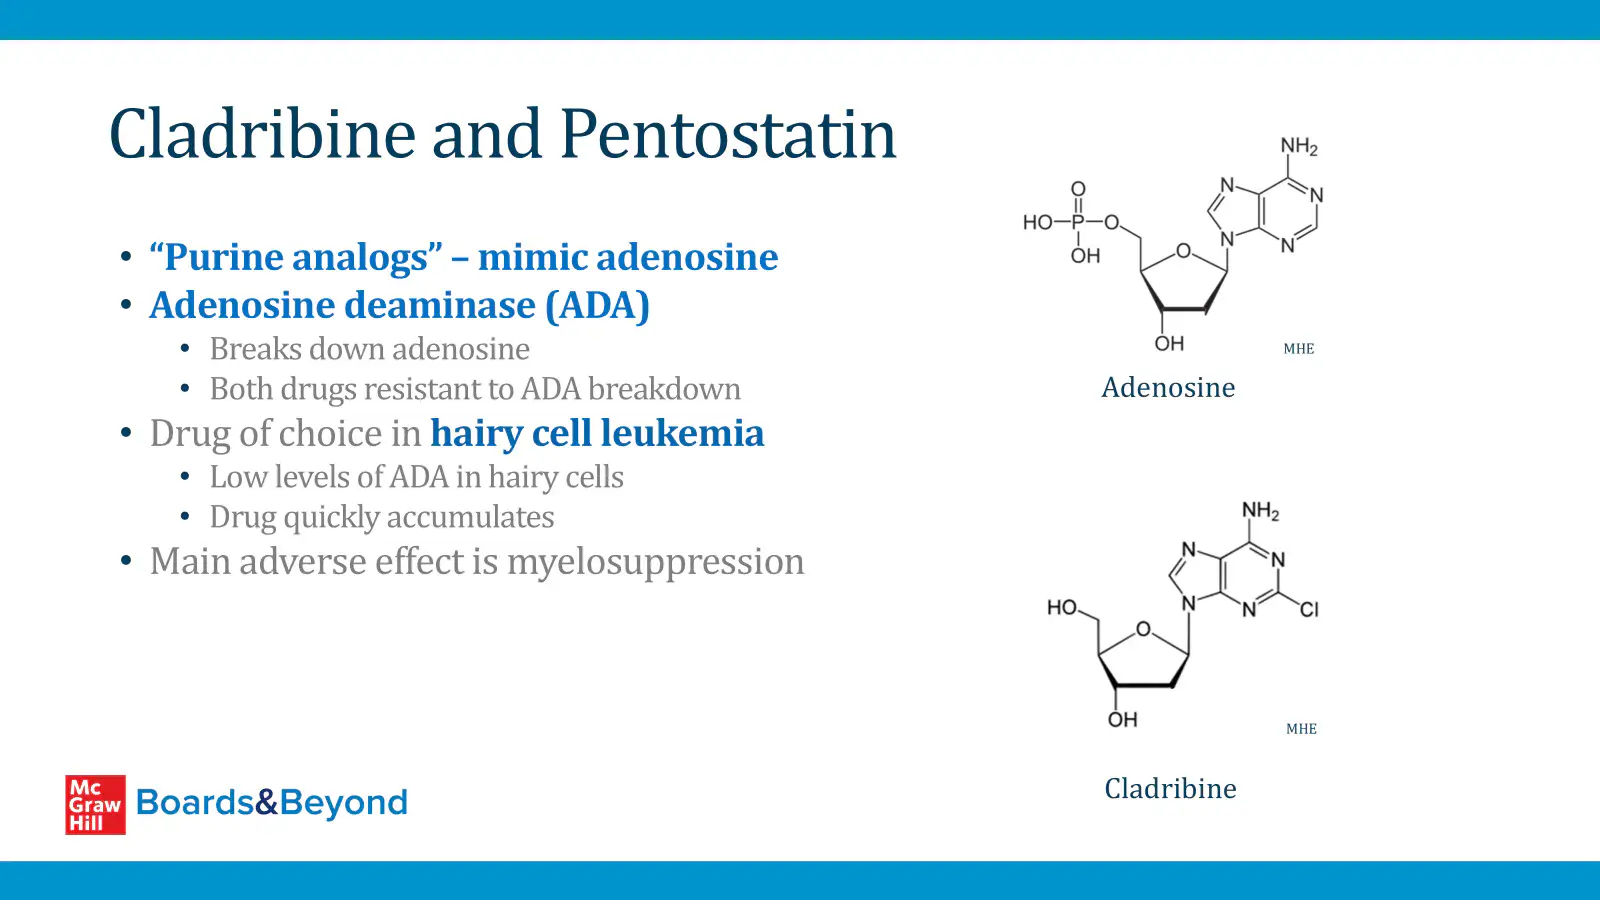 Cladribine and Pentostatin
• “Purine analogs” – mimic adenosine
• Adenosine deaminase (ADA)
• Breaks down adenosine
• Both drugs resistant to ADA breakdown
• Drug of choice in hairy cell leukemia
• Low levels of ADA in hairy cells
• Drug quickly accumulates
• Main adverse effect is myelosuppression
NH2
N
N
N
N
O
HO
P
O
OH
O
OH
MHE
Adenosine
NH2
N
N
N
N
Cl
HO
O
OH
MHE
Cladribine
Mc
Graw
Hill
Boards&Beyond